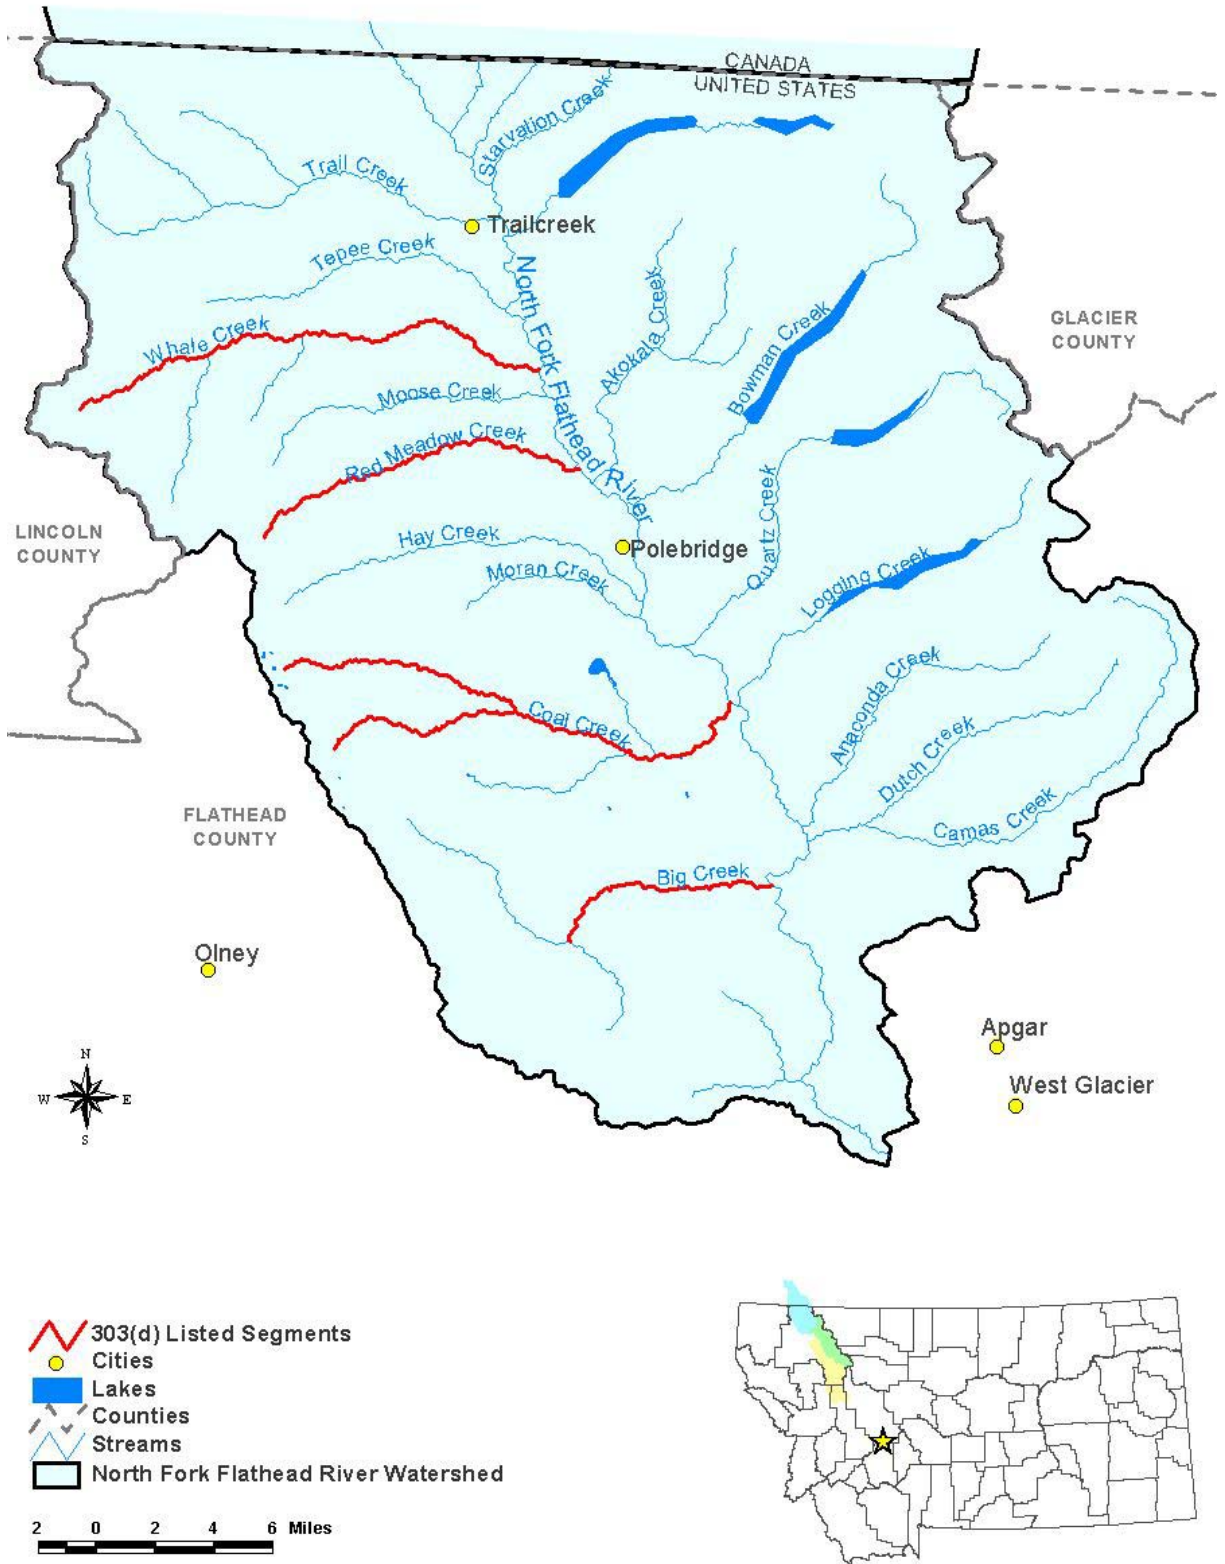 CANADA
UNITED STATES
Starvation Creek
Trail Creek
Trailcreek
Tepee Creek
North Fork Flathead River
Akokala Creek
Bowman Creek
GLACIER
COUNTY
Whale Creek
Moose Creek
Red Meadow Creek
Quartz Creek
LINCOLN
COUNTY
Hay Creek
Polebridge
Moran Creek
Logging Creek
Anaconda Creek
Coal Creek
Dutch Creek
Camas Creek
FLATHEAD
COUNTY
Big Creek
Olney
Apgar
West Glacier
N
W E
S
303(d) Listed Segments
Cities
Lakes
Counties
Streams
North Fork Flathead River Watershed
2 0 2 4 6 Miles